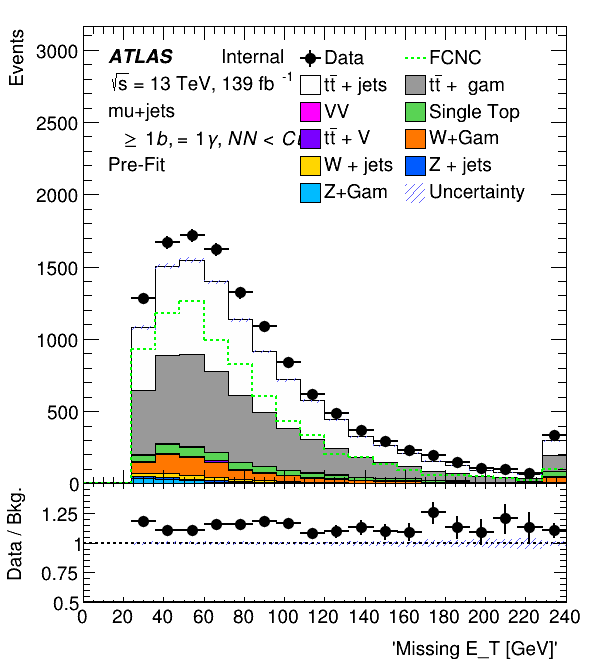 Events
3000
2500
2000
1500
1000
500
0
ATLAS Internal
√s = 13 TeV, 139 fb⁻¹
mu+jets
≥ 1b, = 1γ, NN <
Pre-Fit
Data
FCNC
tt̄ + jets
tt̄ + gam
VV
Single Top
tt̄ + V
W+Gam
W + jets
Z + jets
Z+Gam
Uncertainty
Data / Bkg.
1.25
1
0.75
0.5
0 20 40 60 80 100 120 140 160 180 200 220 240
'Missing E_T [GeV]'